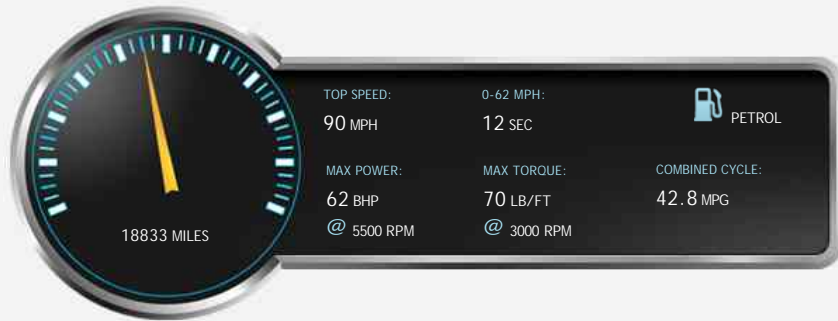 TOP SPEED:
90 MPH
0-62 MPH:
12 SEC
PETROL
MAX POWER:
62 BHP
@ 5500 RPM
MAX TORQUE:
70 LB/FT
@ 3000 RPM
COMBINED CYCLE:
42.8 MPG
18833 MILES